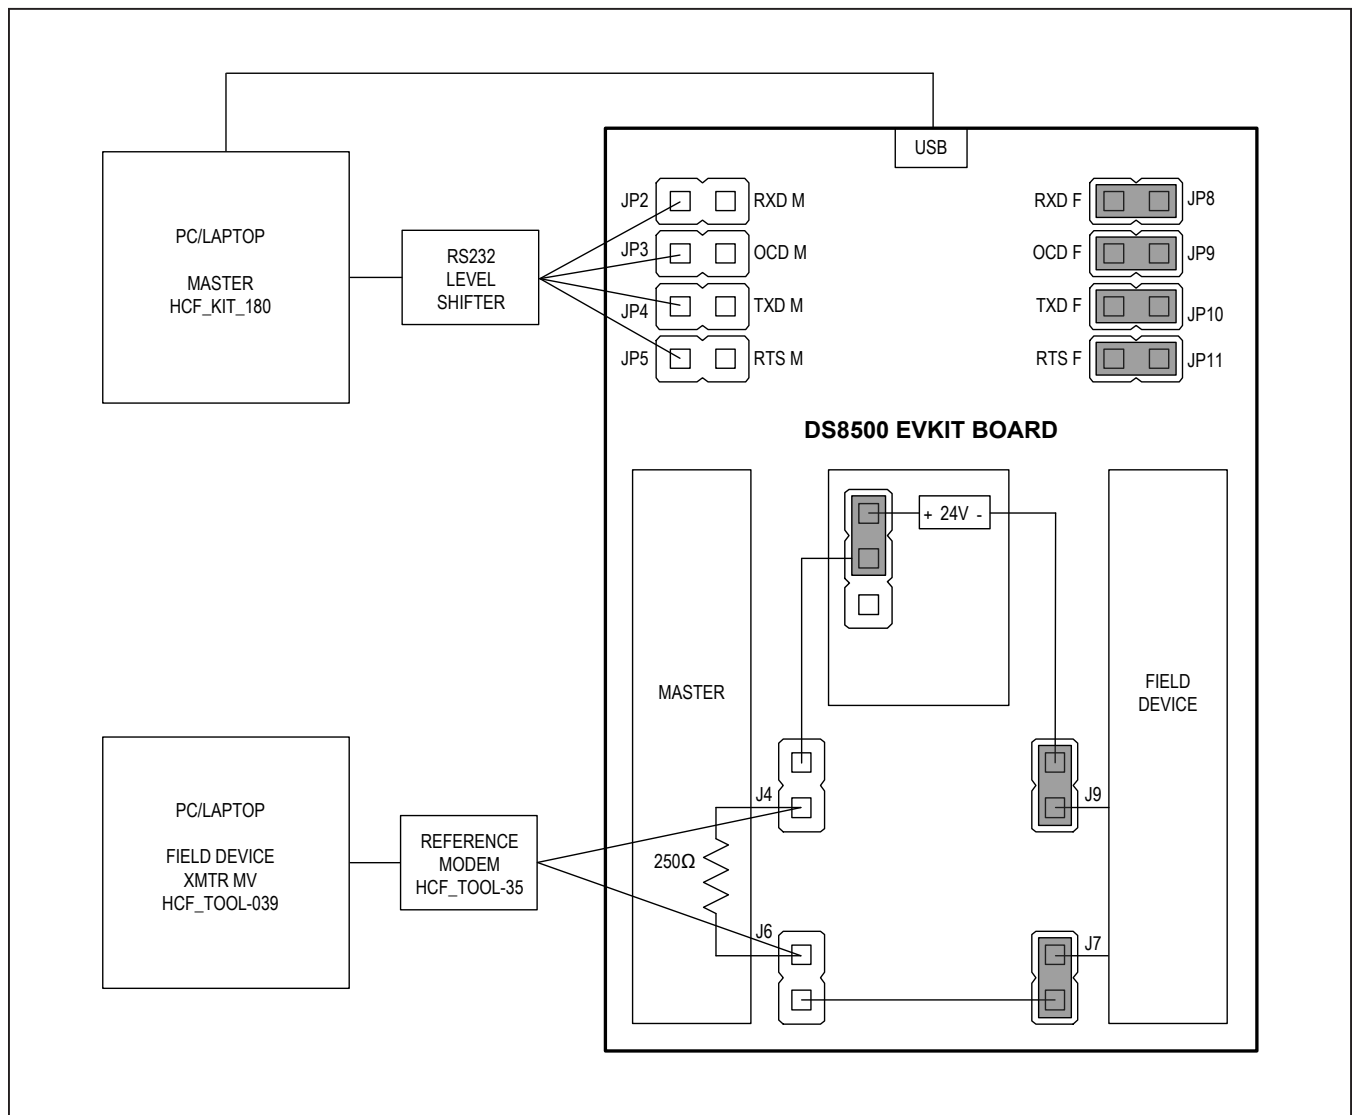 USB
PC/LAPTOP
MASTER
HCF_KIT_180
RS232
LEVEL
SHIFTER
JP2
RXD M
JP3
OCD M
JP4
TXD M
JP5
RTS M
RXD F
JP8
OCD F
JP9
TXD F
JP10
RTS F
JP11
DS8500 EVKIT BOARD
+ 24V -
MASTER
FIELD
DEVICE
J4
J9
250Ω
J6
J7
PC/LAPTOP
FIELD DEVICE
XMTR MV
HCF_TOOL-039
REFERENCE
MODEM
HCF_TOOL-35